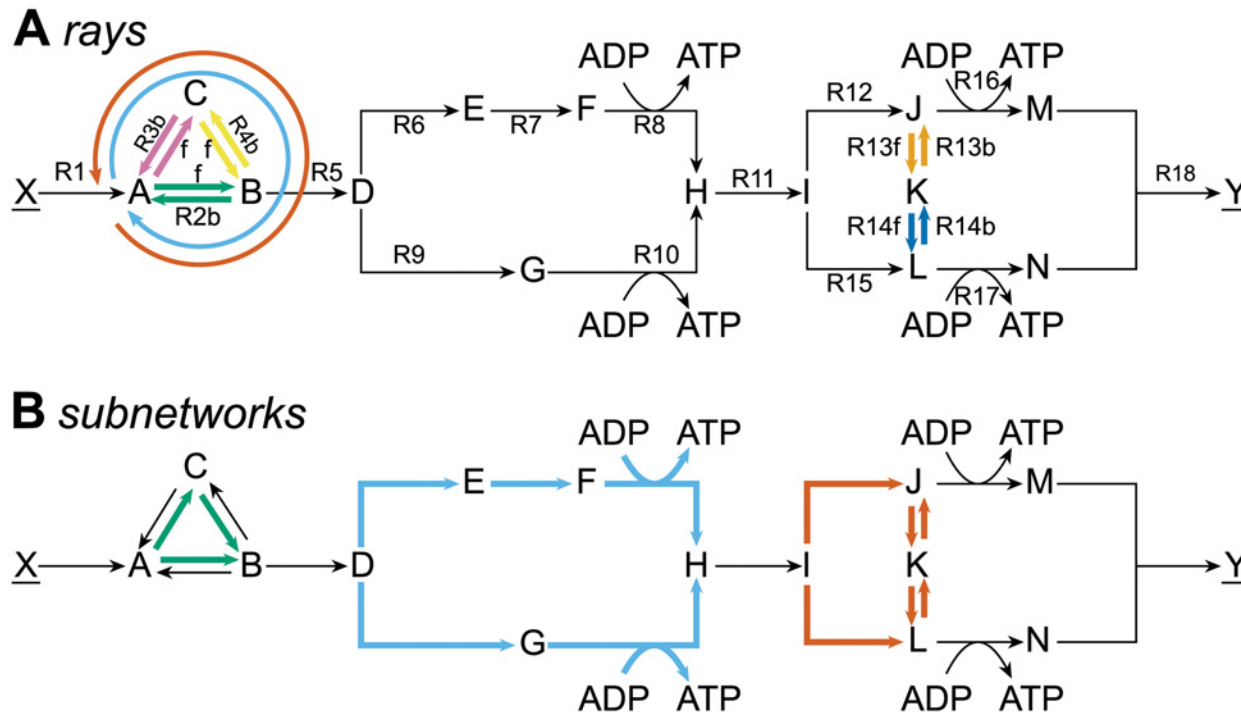 A rays
ADP ATP ADP ATP
R16
C
R12 J M
R6 E R7 F R8
R3b f f R4b
R13f R13b
f
X R1 A B R5 D H R11 I K R18 Y
R2b
R14f R14b
R9 G R10 R15 L R17 N
ADP ATP ADP ATP
B subnetworks
ADP ATP ADP ATP
C E F J M
X A B D H I K Y
G L N
ADP ATP ADP ATP